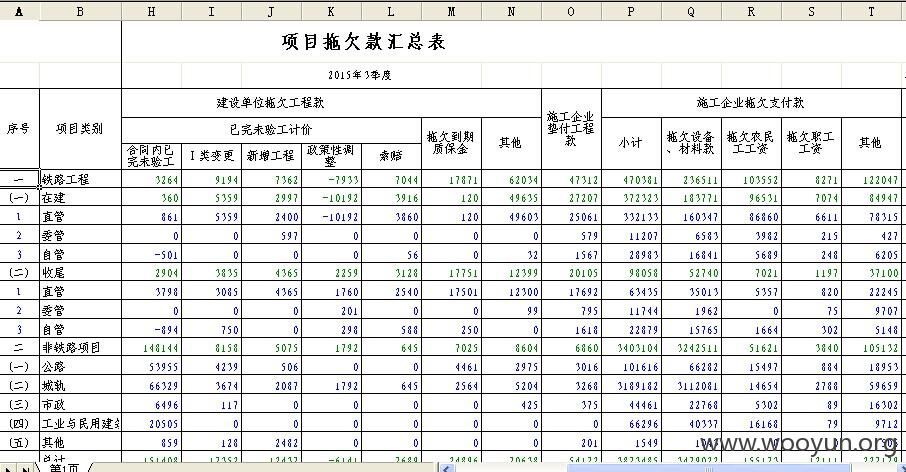 A B H I J K L M N O P Q R S T
项目拖欠款汇总表
2015年3季度
序号 项目类别 建设单位拖欠工程款 施工企业垫付工程款 施工企业拖欠支付款
已完未验工计价 拖欠到期质保金 其他 小计 拖欠设备、材料款 拖欠农民工工资 拖欠职工工资 其他
合同内已完未验工 I类变更 新增工程 政策性调整 索赔
一 铁路工程 3264 9194 7362 -7933 7044 17871 62034 47312 470381 236511 103552 8271 122047
(一) 在建 360 5359 2997 -10192 3916 120 49635 27207 372323 183771 96531 7074 84947
1 直管 861 5359 2400 -10192 3860 120 49603 25061 332133 160347 86860 6611 78315
2 委管 0 0 597 0 0 0 0 579 11207 6583 3982 215 427
3 自管 -501 0 0 0 56 0 32 1567 28983 16841 5689 248 6205
(二) 收尾 2904 3835 4365 2259 3128 17751 12399 20105 98058 52740 7021 1197 37100
1 直管 3798 3085 4365 1760 2540 17501 12300 17692 63435 35013 5357 820 22245
2 委管 0 0 0 201 0 0 99 795 11744 1962 0 75 9707
3 自管 -894 750 0 298 588 250 0 1618 22879 15765 1664 302 5148
二 非铁路项目 148144 8158 5075 1792 645 7025 8604 6860 3403104 3242511 51621 3840 105132
(一) 公路 53955 4239 506 0 0 4461 2975 3016 101616 66282 15497 884 18953
(二) 城轨 66329 3674 2087 1792 645 2564 5204 3268 3189182 3112081 14654 2788 59659
(三) 市政 6496 117 0 0 0 0 425 375 44461 22768 5302 89 16302
(四) 工业与民用建 20505 0 0 0 0 0 0 0 66296 40337 16168 79 9712
(五) 其他 859 128 2482 0 0 0 0 201 1549
总计
第1页
www.wooyun.org